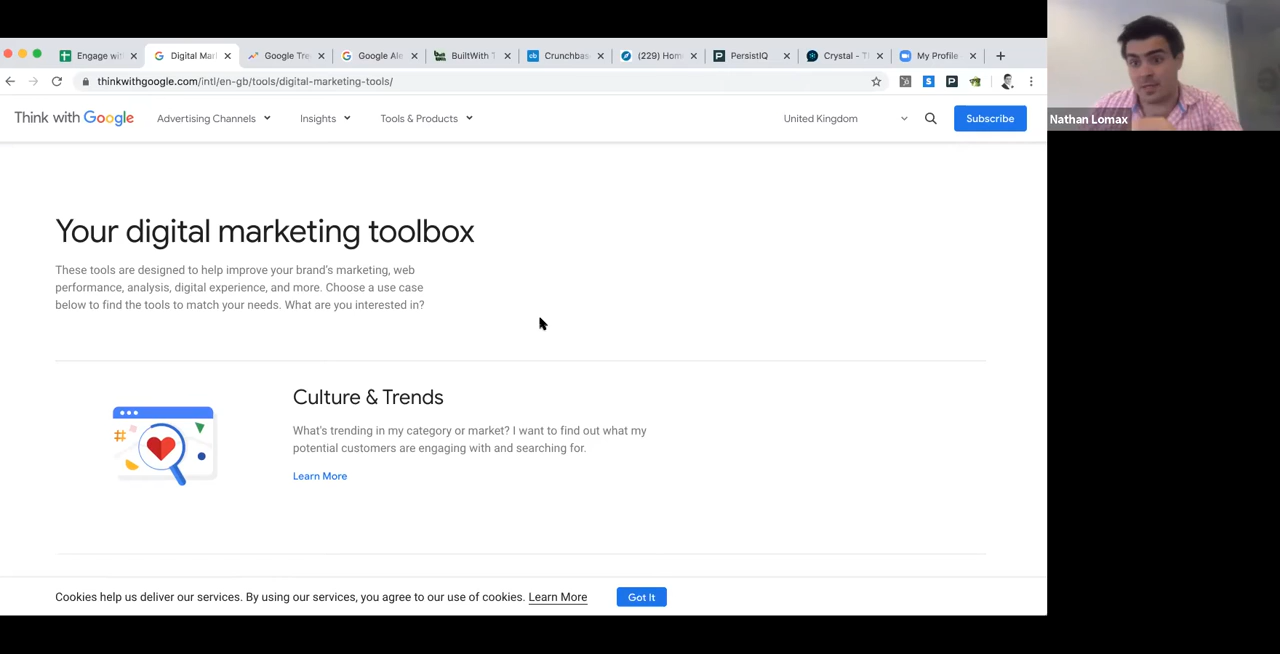 Engage wit
Digital Mar
Google Tre
Google Ale
BuiltWith T
Crunchbas
(229) Hom
PersistIQ
Crystal - T
My Profile
thinkwithgoogle.com/intl/en-gb/tools/digital-marketing-tools/
Think with Google
Advertising Channels
Insights
Tools & Products
United Kingdom
Subscribe
Nathan Lomax
Your digital marketing toolbox
These tools are designed to help improve your brand's marketing, web
performance, analysis, digital experience, and more. Choose a use case
below to find the tools to match your needs. What are you interested in?
Culture & Trends
What's trending in my category or market? I want to find out what my
potential customers are engaging with and searching for.
Learn More
Cookies help us deliver our services. By using our services, you agree to our use of cookies. Learn More
Got It